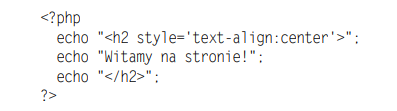 <?php
echo "<h2 style='text-align:center'>";
echo "Witamy na stronie!";
echo "</h2>";
?>